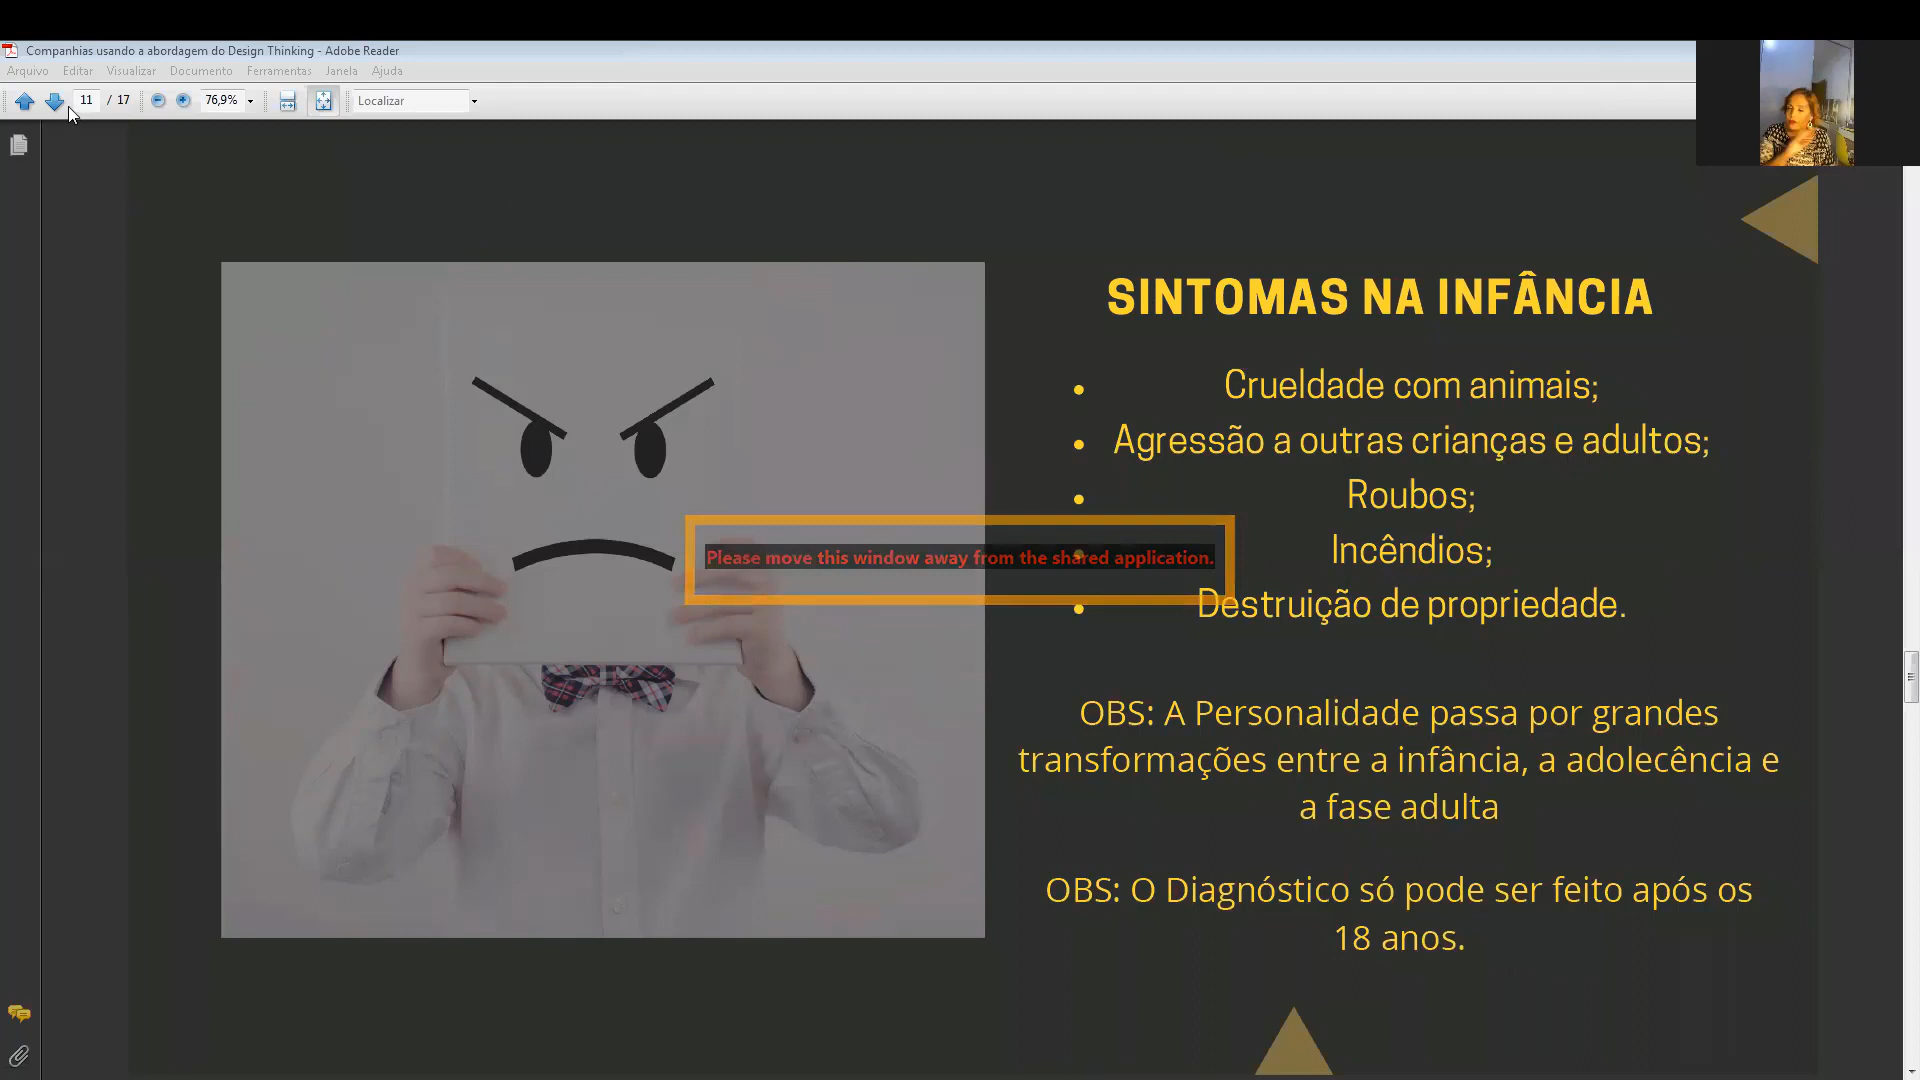 Companhias usando a abordagem do Design Thinking - Adobe Reader
Arquivo Editar Visualizar Documento Ferramentas Janela Ajuda
11 / 17 76,9% Localizar
SINTOMAS NA INFÂNCIA
• Crueldade com animais;
• Agressão a outras crianças e adultos;
• Roubos;
• Incêndios;
• Destruição de propriedade.
Please move this window away from the shared application.
OBS: A Personalidade passa por grandes
transformações entre a infância, a adolecência e
a fase adulta
OBS: O Diagnóstico só pode ser feito após os
18 anos.